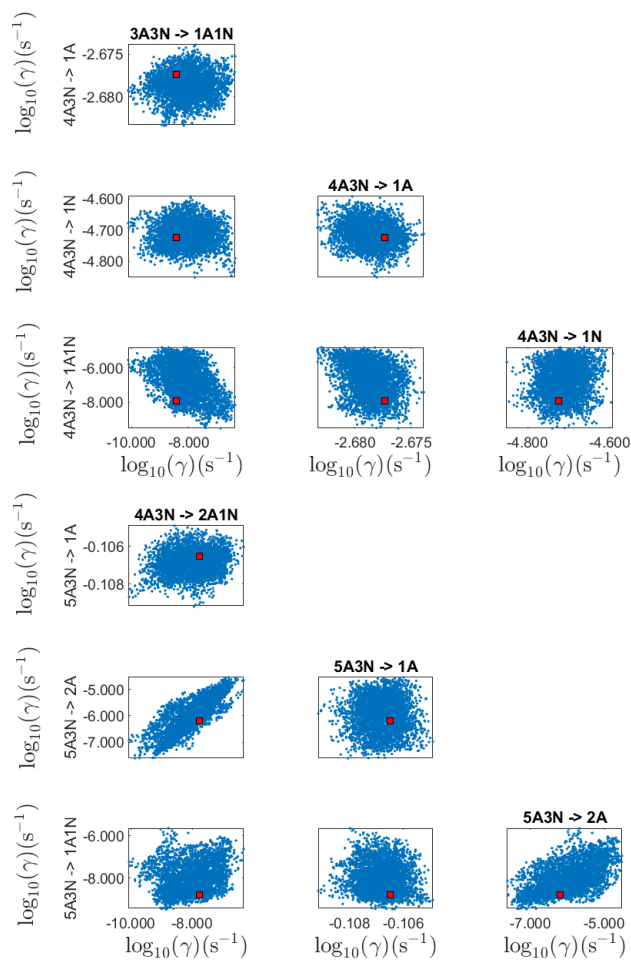 3A3N -> 1A1N
log₁₀(γ)(s⁻¹)
4A3N -> 1A
-2.675
-2.680
4A3N -> 1A
log₁₀(γ)(s⁻¹)
4A3N -> 1N
-4.600
-4.700
-4.800
4A3N -> 1N
log₁₀(γ)(s⁻¹)
4A3N -> 1A1N
-6.000
-8.000
-10.000 -8.000
-2.680 -2.675
-4.800 -4.600
log₁₀(γ)(s⁻¹)
log₁₀(γ)(s⁻¹)
log₁₀(γ)(s⁻¹)
4A3N -> 2A1N
log₁₀(γ)(s⁻¹)
5A3N -> 1A
-0.106
-0.108
5A3N -> 1A
log₁₀(γ)(s⁻¹)
5A3N -> 2A
-5.000
-6.000
-7.000
5A3N -> 2A
log₁₀(γ)(s⁻¹)
5A3N -> 1A1N
-6.000
-8.000
-10.000 -8.000
-0.108 -0.106
-7.000 -5.000
log₁₀(γ)(s⁻¹)
log₁₀(γ)(s⁻¹)
log₁₀(γ)(s⁻¹)